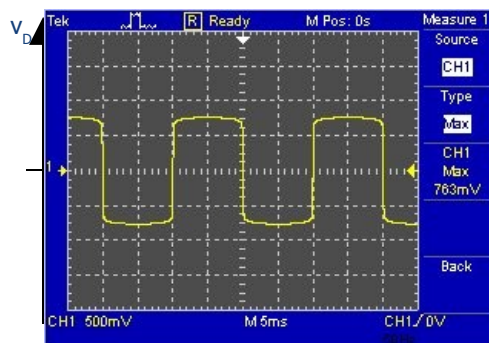 V_D
Tek R Ready M Pos: 0s Measure 1
Source
CH1
Type
Max
CH1
Max
763mV
1
Back
CH1 500mV M 5ms CH1 / 0V